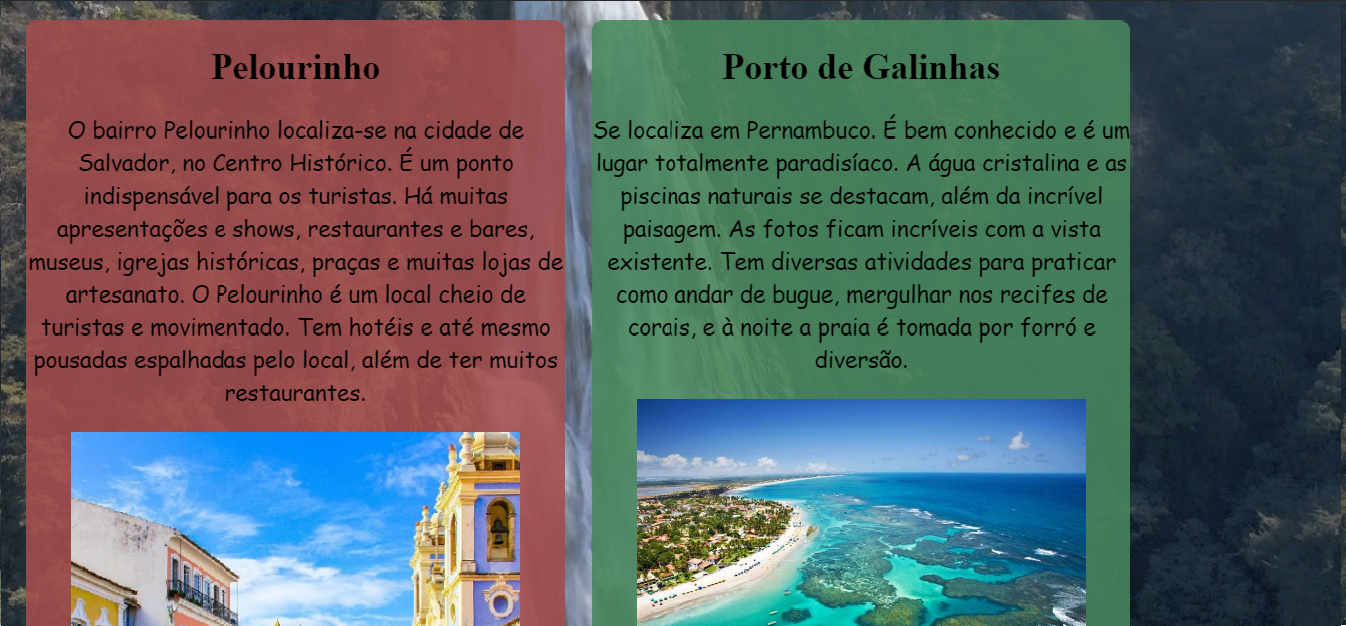 Pelourinho
O bairro Pelourinho localiza-se na cidade de
Salvador, no Centro Histórico. É um ponto
indispensável para os turistas. Há muitas
apresentações e shows, restaurantes e bares,
museus, igrejas históricas, praças e muitas lojas de
artesanato. O Pelourinho é um local cheio de
turistas e movimentado. Tem hotéis e até mesmo
pousadas espalhadas pelo local, além de ter muitos
restaurantes.
Porto de Galinhas
Se localiza em Pernambuco. É bem conhecido e é um
lugar totalmente paradisíaco. A água cristalina e as
piscinas naturais se destacam, além da incrível
paisagem. As fotos ficam incríveis com a vista
existente. Tem diversas atividades para praticar
como andar de bugue, mergulhar nos recifes de
corais, e à noite a praia é tomada por forró e
diversão.